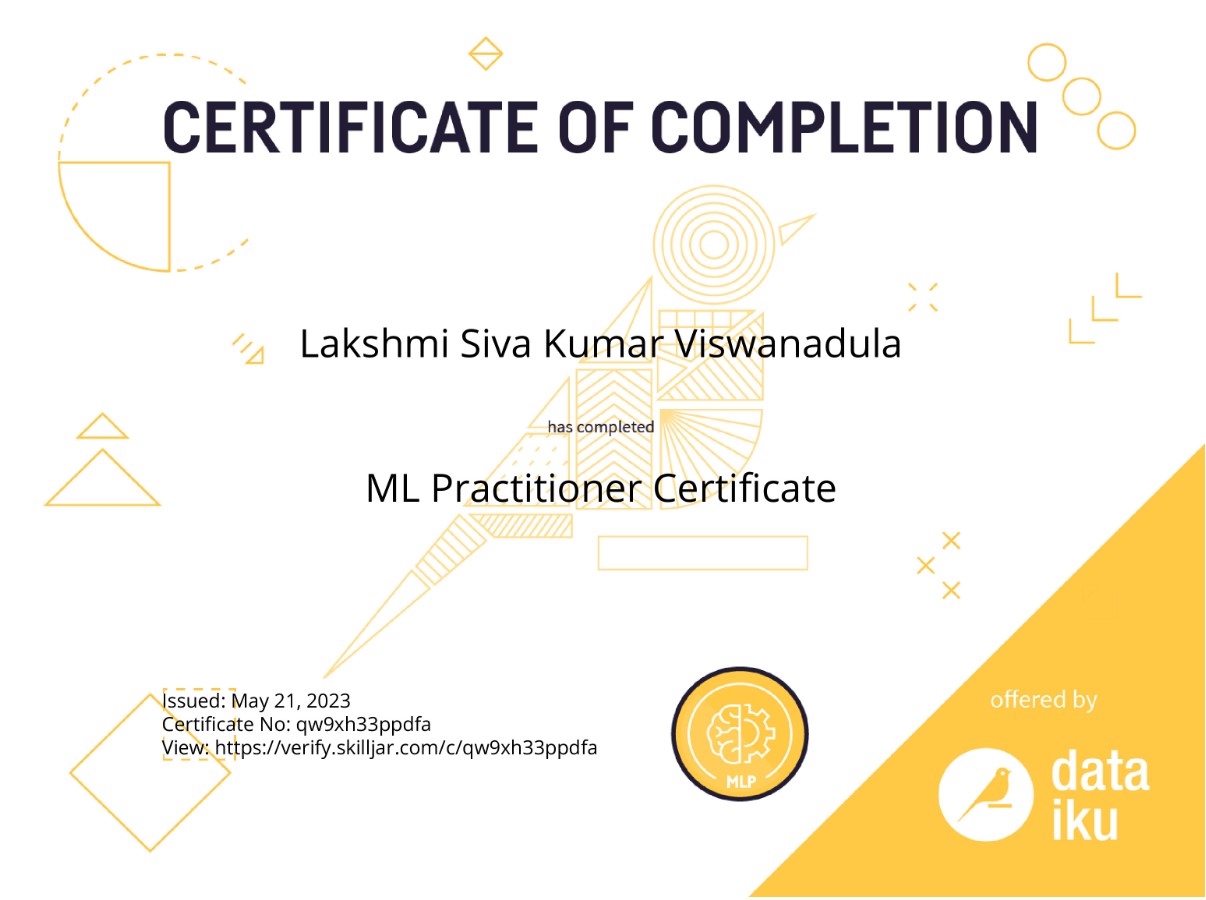 CERTIFICATE OF COMPLETION
Lakshmi Siva Kumar Viswanadula
has completed
ML Practitioner Certificate
Issued: May 21, 2023
Certificate No: qw9xh33ppdfa
View: https://verify.skilljar.com/c/qw9xh33ppdfa
MLP
offered by
data
iku